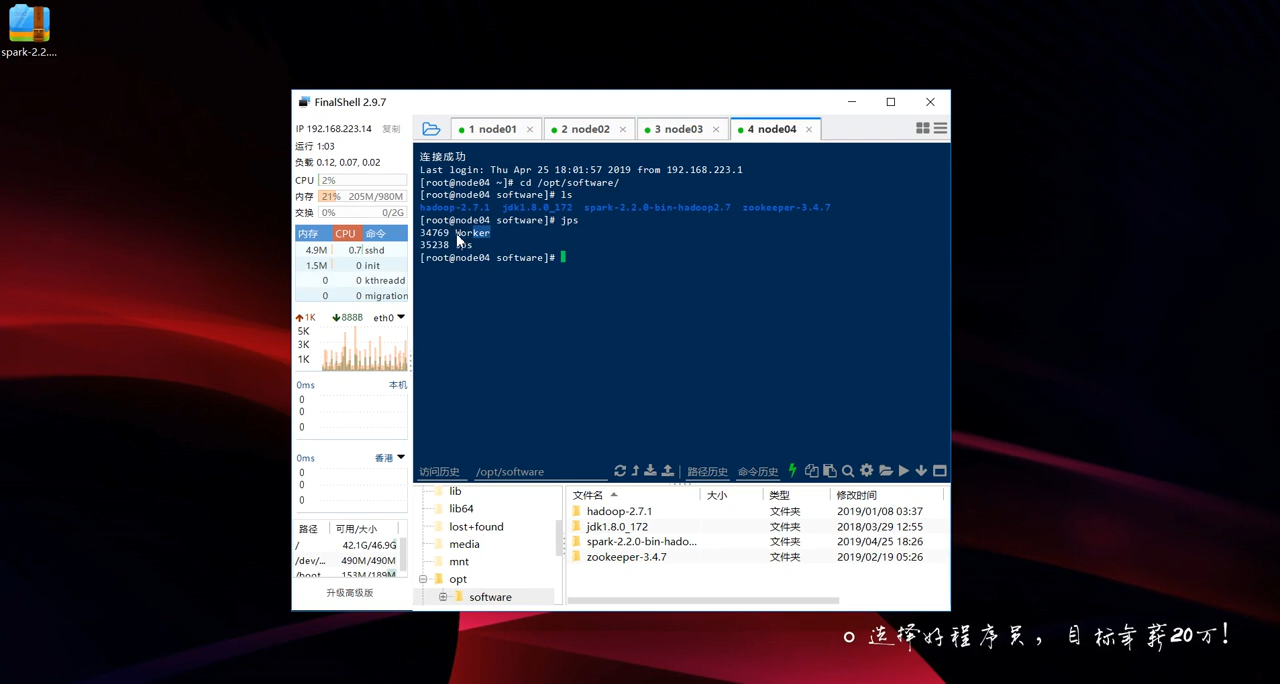 spark-2.2....
FinalShell 2.9.7
IP 192.168.223.14 复制
运行 1:03
负载 0.12, 0.07, 0.02
CPU 2%
内存 21% 205M/980M
交换 0% 0/2G
内存 CPU 命令
4.9M 0.7 sshd
1.5M 0 init
0 0 kthreadd
0 0 migration
1K 888B eth0
5K
3K
1K
0ms 本机
0
0
0
0ms 香港
0
0
0
路径 可用/大小
/ 42.1G/46.9G
/dev/... 490M/490M
/boot 153M/189M
升级高级版
1 node01
2 node02
3 node03
4 node04
连接成功
Last login: Thu Apr 25 18:01:57 2019 from 192.168.223.1
[root@node04 ~]# cd /opt/software/
[root@node04 software]# ls
hadoop-2.7.1 jdk1.8.0_172 spark-2.2.0-bin-hadoop2.7 zookeeper-3.4.7
[root@node04 software]# jps
34769 Worker
35238 Jps
[root@node04 software]#
访问历史 /opt/software 路径历史 命令历史
lib
lib64
lost+found
media
mnt
opt
software
文件名 大小 类型 修改时间
hadoop-2.7.1 文件夹 2019/01/08 03:37
jdk1.8.0_172 文件夹 2018/03/29 12:55
spark-2.2.0-bin-hado... 文件夹 2019/04/25 18:26
zookeeper-3.4.7 文件夹 2019/02/19 05:26
选择好程序员，目标年薪20万！